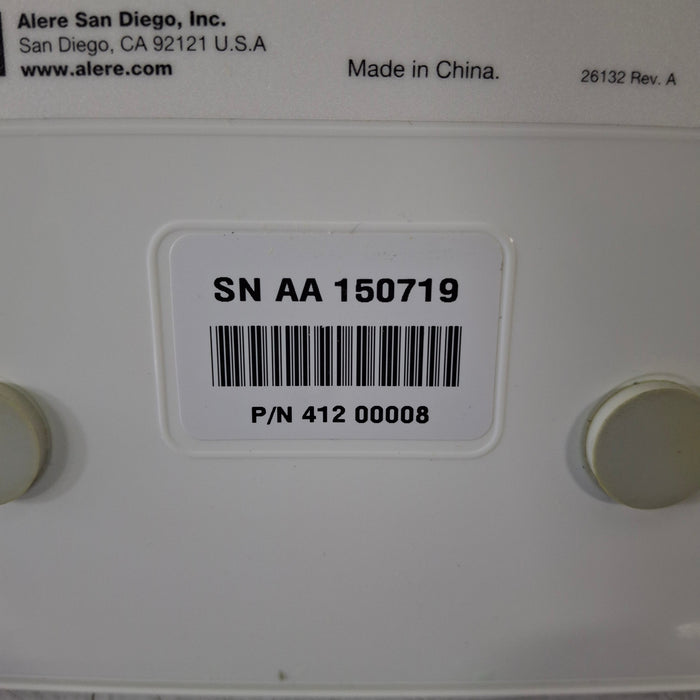 Alere San Diego, Inc.
San Diego, CA 92121 U.S.A
www.alere.com
Made in China.
26132 Rev. A
SN AA 150719
P/N 412 00008